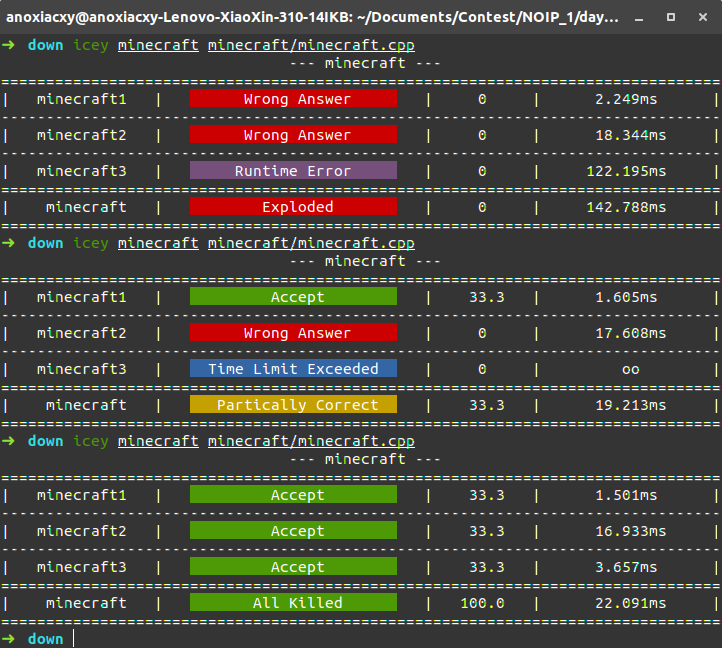 anoxiacxy@anoxiacxy-Lenovo-XiaoXin-310-14IKB: ~/Documents/Contest/NOIP_1/day...
➜ down icey minecraft minecraft/minecraft.cpp
--- minecraft ---
================================================================================
| minecraft1 | Wrong Answer | 0 | 2.249ms |
--------------------------------------------------------------------------------
| minecraft2 | Wrong Answer | 0 | 18.344ms |
--------------------------------------------------------------------------------
| minecraft3 | Runtime Error | 0 | 122.195ms |
================================================================================
| minecraft | Exploded | 0 | 142.788ms |
================================================================================
➜ down icey minecraft minecraft/minecraft.cpp
--- minecraft ---
================================================================================
| minecraft1 | Accept | 33.3 | 1.605ms |
--------------------------------------------------------------------------------
| minecraft2 | Wrong Answer | 0 | 17.608ms |
--------------------------------------------------------------------------------
| minecraft3 | Time Limit Exceeded | 0 | oo |
================================================================================
| minecraft | Partically Correct | 33.3 | 19.213ms |
================================================================================
➜ down icey minecraft minecraft/minecraft.cpp
--- minecraft ---
================================================================================
| minecraft1 | Accept | 33.3 | 1.501ms |
--------------------------------------------------------------------------------
| minecraft2 | Accept | 33.3 | 16.933ms |
--------------------------------------------------------------------------------
| minecraft3 | Accept | 33.3 | 3.657ms |
================================================================================
| minecraft | All Killed | 100.0 | 22.091ms |
================================================================================
➜ down